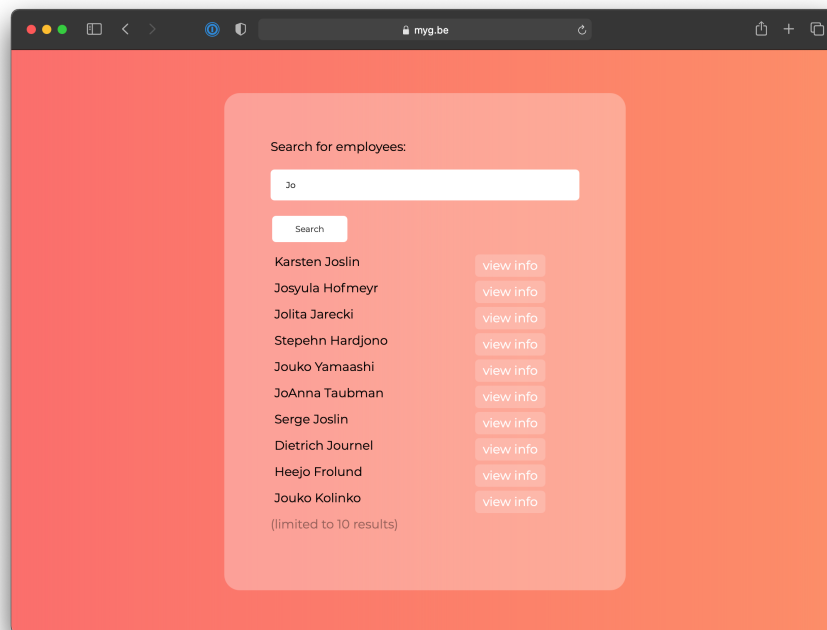 myg.be
Search for employees:
Jo
Search
Karsten Joslin view info
Josyula Hofmeyr view info
Jolita Jarecki view info
Stepehn Hardjono view info
Jouko Yamaashi view info
JoAnna Taubman view info
Serge Joslin view info
Dietrich Journel view info
Heejo Frolund view info
Jouko Kolinko view info
(limited to 10 results)